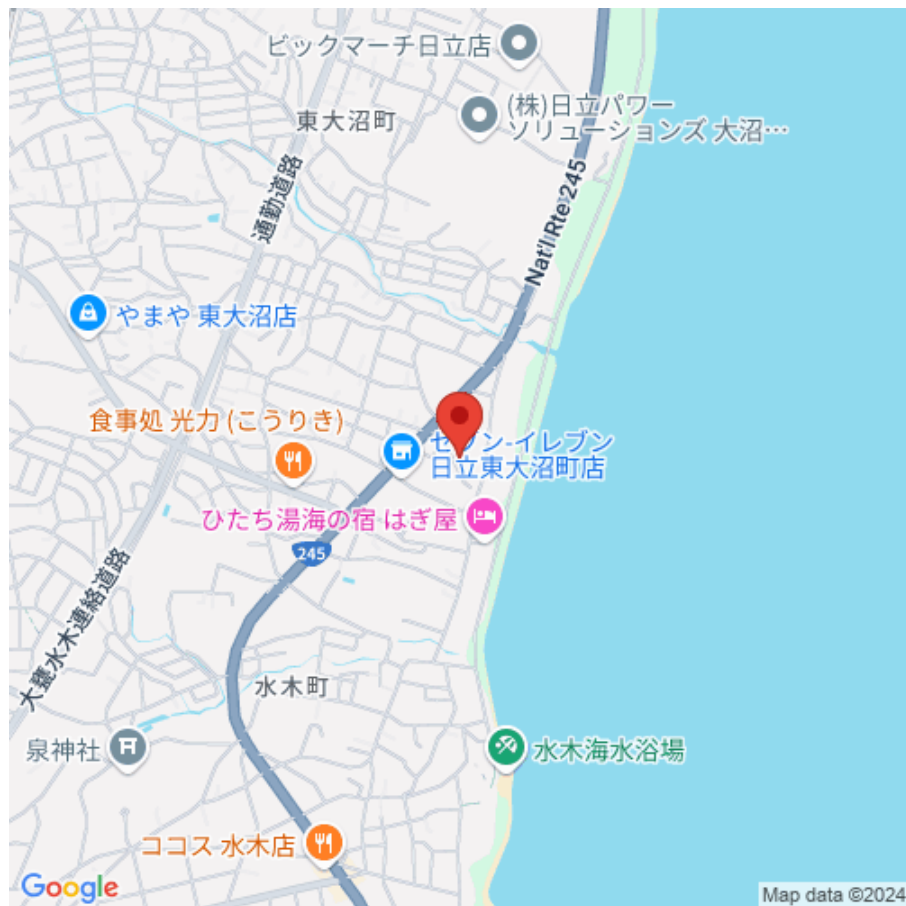 ビックマーチ日立店
(株)日立パワー
ソリューションズ 大沼…
東大沼町
通勤道路
Nat'l Rte 245
やまや 東大沼店
食事処 光力 (こうりき)
セブン-イレブン
日立東大沼町店
ひたち湯海の宿 はぎ屋
245
大甕水木連絡道路
水木町
泉神社
水木海水浴場
ココス 水木店
Google
Map data ©2024